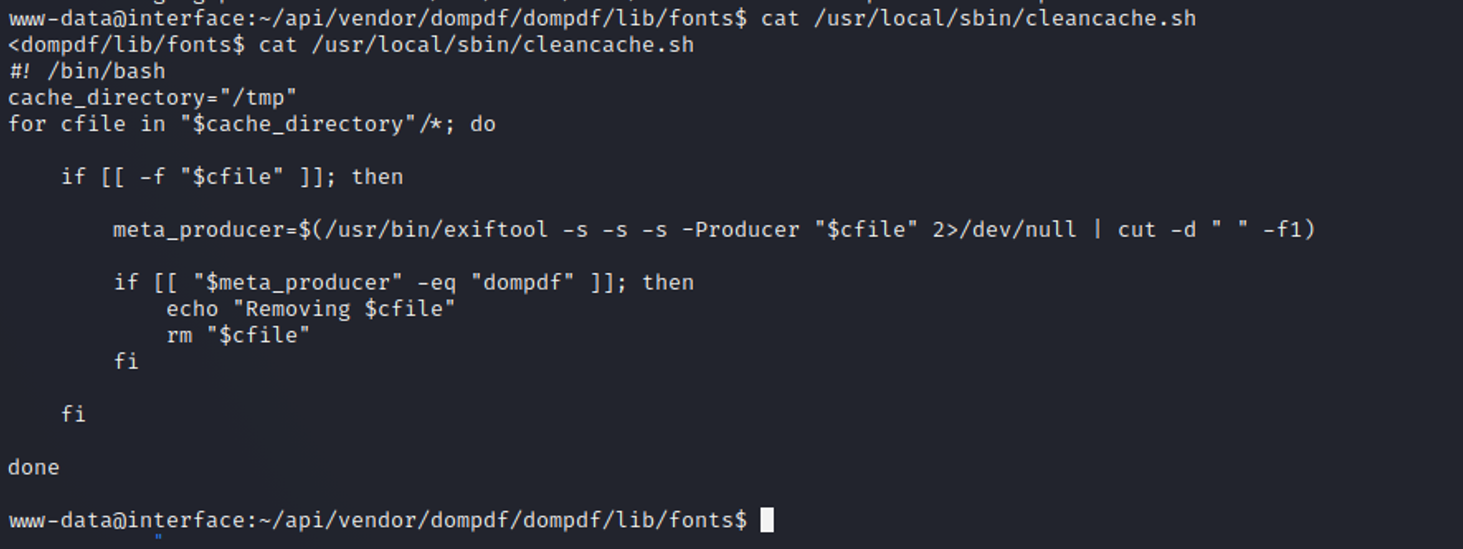 www-data@interface:~/api/vendor/dompdf/dompdf/lib/fonts$ cat /usr/local/sbin/cleancache.sh
<dompdf/lib/fonts$ cat /usr/local/sbin/cleancache.sh
#! /bin/bash
cache_directory="/tmp"
for cfile in "$cache_directory"/*; do
    if [[ -f "$cfile" ]]; then
        meta_producer=$(/usr/bin/exiftool -s -s -s -Producer "$cfile" 2>/dev/null | cut -d " " -f1)
        if [[ "$meta_producer" -eq "dompdf" ]]; then
            echo "Removing $cfile"
            rm "$cfile"
        fi
    fi
done
www-data@interface:~/api/vendor/dompdf/dompdf/lib/fonts$